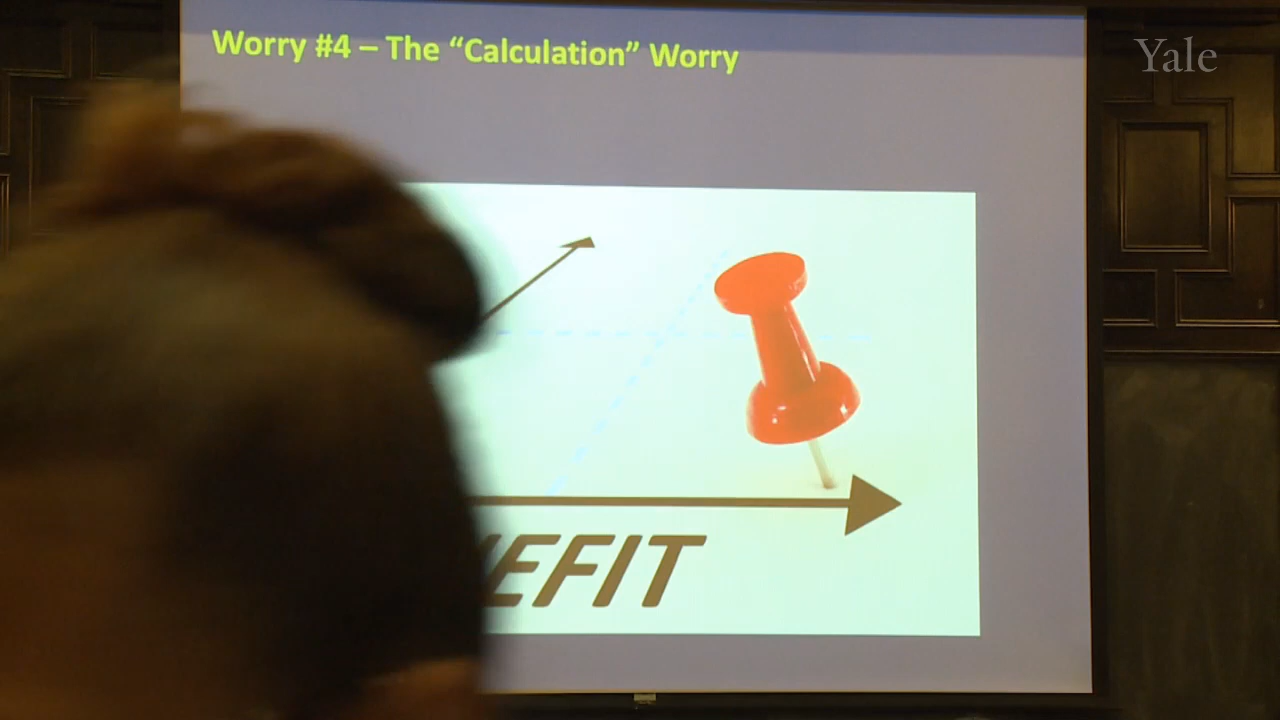 Worry #4 – The “Calculation” Worry
Yale
EFIT